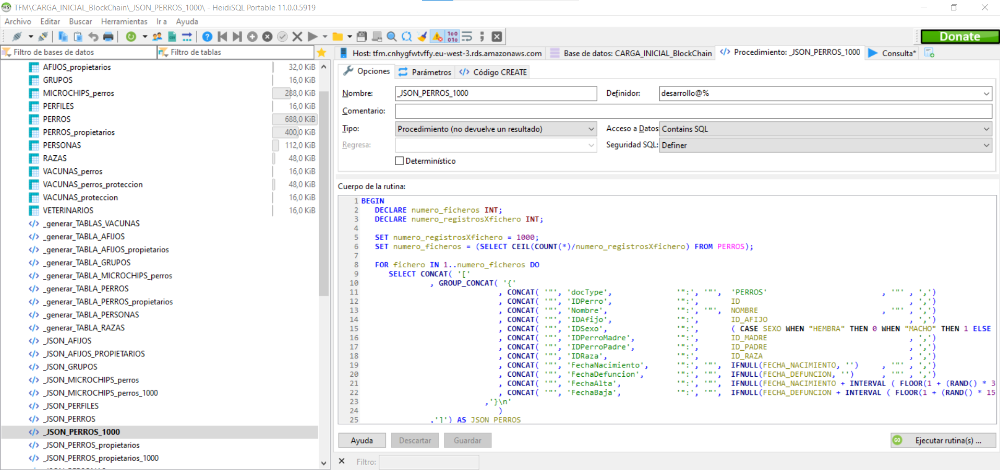 TFM\CARGA_INICIAL_BlockChain\_JSON_PERROS_1000\ - HeidiSQL Portable 11.0.0.5919
Archivo Editar Buscar Herramientas Ir a Ayuda
Donate
Filtro de bases de datos
Filtro de tablas
AFIJOS_propietarios 32,0 KiB
GRUPOS 16,0 KiB
MICROCHIPS_perros 288,0 KiB
PERFILES 16,0 KiB
PERROS 688,0 KiB
PERROS_propietarios 400,0 KiB
PERSONAS 112,0 KiB
RAZAS 48,0 KiB
VACUNAS_perros 16,0 KiB
VACUNAS_perros_proteccion 48,0 KiB
VACUNAS_proteccion 16,0 KiB
VETERINARIOS 16,0 KiB
_generar_TABLAS_VACUNAS
_generar_TABLA_AFIJOS
_generar_TABLA_AFIJOS_propietarios
_generar_TABLA_GRUPOS
_generar_TABLA_MICROCHIPS_perros
_generar_TABLA_PERROS
_generar_TABLA_PERROS_propietarios
_generar_TABLA_PERSONAS
_generar_TABLA_RAZAS
_JSON_AFIJOS
_JSON_AFIJOS_PROPIETARIOS
_JSON_GRUPOS
_JSON_MICROCHIPS_perros
_JSON_MICROCHIPS_perros_1000
_JSON_PERFILES
_JSON_PERROS
_JSON_PERROS_1000
_JSON_PERROS_propietarios
_JSON_PERROS_propietarios_1000
Host: tfm.cnhygfwtvffy.eu-west-3.rds.amazonaws.com
Base de datos: CARGA_INICIAL_BlockChain
Procedimiento: _JSON_PERROS_1000
Consulta*
Opciones Parámetros Código CREATE
Nombre: _JSON_PERROS_1000 Definidor: desarrollo@%
Comentario:
Tipo: Procedimiento (no devuelve un resultado) Acceso a Datos Contains SQL
Regresa: Seguridad SQL: Definer
Determinístico
Cuerpo de la rutina:
1 BEGIN
2 DECLARE numero_ficheros INT;
3 DECLARE numero_registrosXfichero INT;
4
5 SET numero_registrosXfichero = 1000;
6 SET numero_ficheros = (SELECT CEIL(COUNT(*)/numero_registrosXfichero) FROM PERROS);
7
8 FOR fichero IN 1..numero_ficheros DO
9 SELECT CONCAT( '['
10 , GROUP_CONCAT( '{'
11 , CONCAT( '"', 'docType', '":', '"', 'PERROS' , '"' , ',')
12 , CONCAT( '"', 'IDPerro', '":', ID , ',')
13 , CONCAT( '"', 'Nombre', '":', '"', NOMBRE , '"' , ',')
14 , CONCAT( '"', 'IDAfijo', '":', ID_AFIJO , ',')
15 , CONCAT( '"', 'IDSexo', '":', ( CASE SEXO WHEN "HEMBRA" THEN 0 WHEN "MACHO" THEN 1 ELSE
16 , CONCAT( '"', 'IDPerroMadre', '":', ID_MADRE , ',')
17 , CONCAT( '"', 'IDPerroPadre', '":', ID_PADRE , ',')
18 , CONCAT( '"', 'IDRaza', '":', ID_RAZA , ',')
19 , CONCAT( '"', 'FechaNacimiento', '":', '"', IFNULL(FECHA_NACIMIENTO, '') , '"' , ',')
20 , CONCAT( '"', 'FechaDefuncion', '":', '"', IFNULL(FECHA_DEFUNCION, '') , '"' , ',')
21 , CONCAT( '"', 'FechaAlta', '":', '"', IFNULL(FECHA_NACIMIENTO + INTERVAL ( FLOOR(1 + (RAND() * 3
22 , CONCAT( '"', 'FechaBaja', '":', '"', IFNULL(FECHA_DEFUNCION + INTERVAL ( FLOOR(1 + (RAND() * 15
23 ,'}\n'
24 )
25 ,']') AS JSON_PERROS
Ayuda Descartar Guardar GO Ejecutar rutina(s) ...
Filtro: